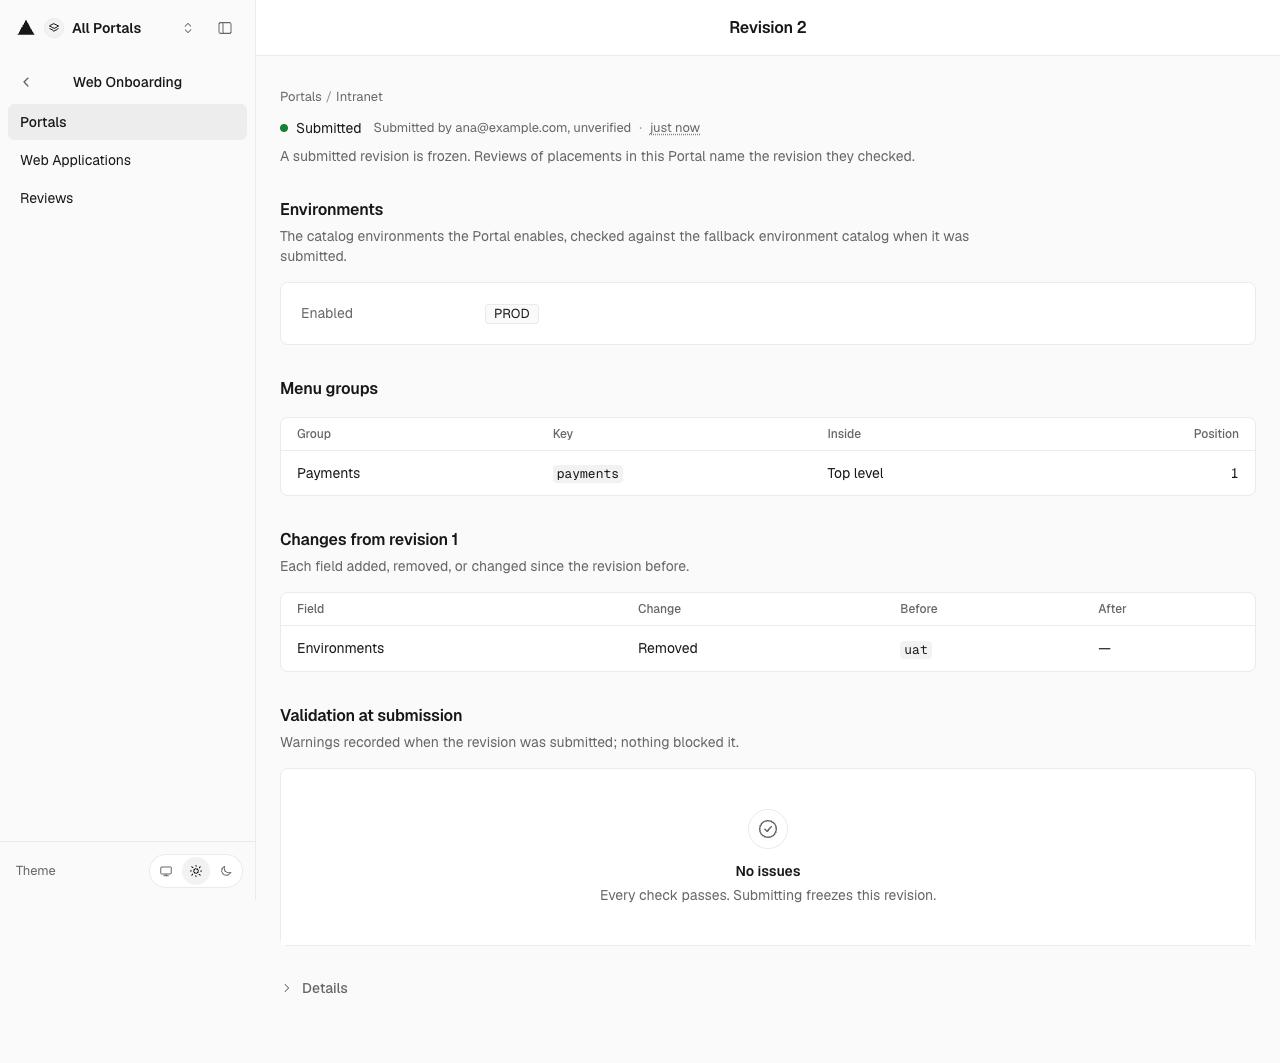 All Portals
Revision 2
Web Onboarding
Portals
Web Applications
Reviews
Portals / Intranet
Submitted Submitted by ana@example.com, unverified · just now
A submitted revision is frozen. Reviews of placements in this Portal name the revision they checked.
Environments
The catalog environments the Portal enables, checked against the fallback environment catalog when it was
submitted.
Enabled PROD
Menu groups
Group Key Inside Position
Payments payments Top level 1
Changes from revision 1
Each field added, removed, or changed since the revision before.
Field Change Before After
Environments Removed uat —
Validation at submission
Warnings recorded when the revision was submitted; nothing blocked it.
No issues
Every check passes. Submitting freezes this revision.
Details
Theme